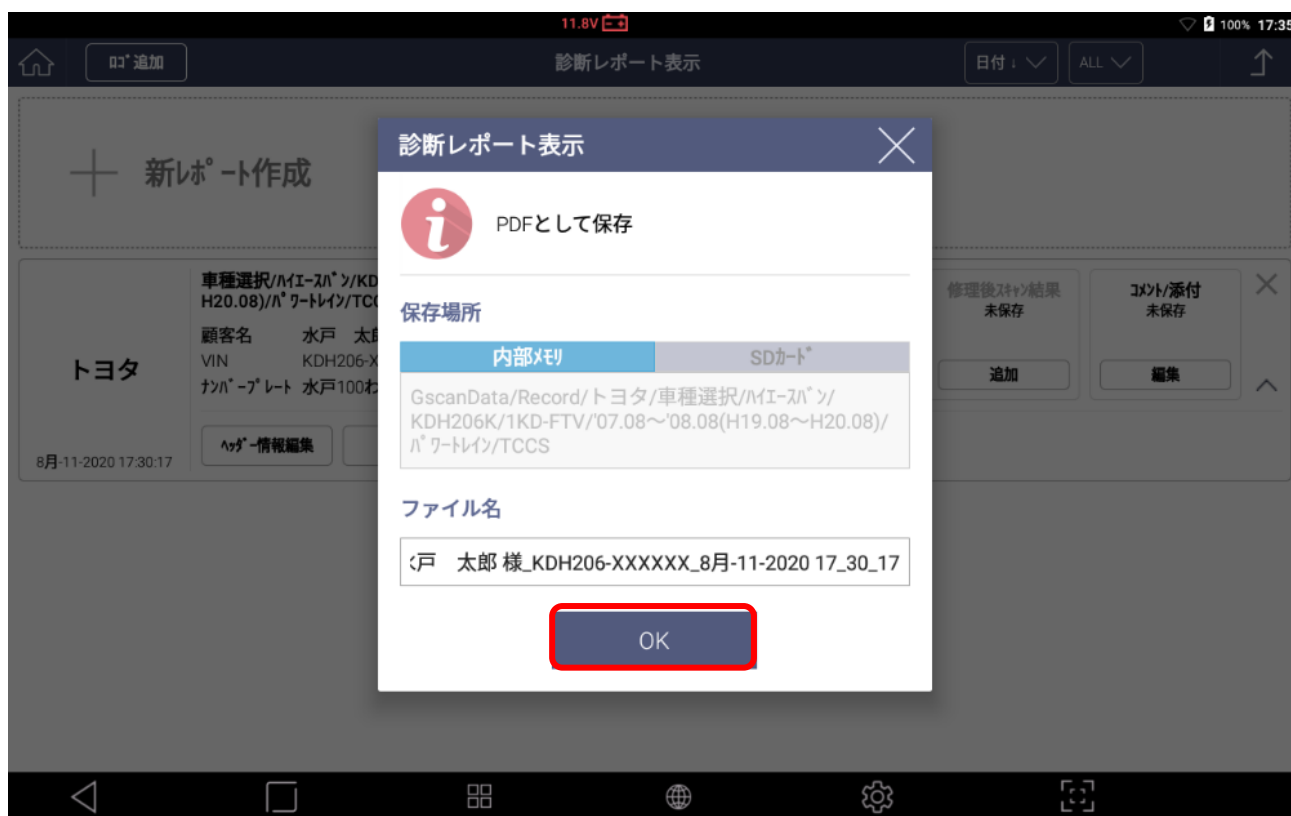 11.8V
100% 17:35
ﾛｺﾞ追加
診断レポート表示
日付↓
ALL
新ﾚﾎﾟｰﾄ作成
診断レポート表示
PDFとして保存
保存場所
内部ﾒﾓﾘ
SDｶｰﾄﾞ
GscanData/Record/トヨタ/車種選択/ﾊｲｴｰｽﾊﾞﾝ/
KDH206K/1KD-FTV/'07.08～'08.08(H19.08～H20.08)/
ﾊﾟﾜｰﾄﾚｲﾝ/TCCS
ファイル名
戸　太郎 様_KDH206-XXXXXX_8月-11-2020 17_30_17
OK
トヨタ
8月-11-2020 17:30:17
車種選択/ﾊｲｴｰｽﾊﾞﾝ/KD
H20.08)/ﾊﾟﾜｰﾄﾚｲﾝ/TCC
顧客名 水戸　太郎
VIN KDH206-X
ﾅﾝﾊﾞｰﾌﾟﾚｰﾄ 水戸100わ
ﾍｯﾀﾞｰ情報編集
修理後ｽｷｬﾝ結果
未保存
追加
ｺﾒﾝﾄ/添付
未保存
編集